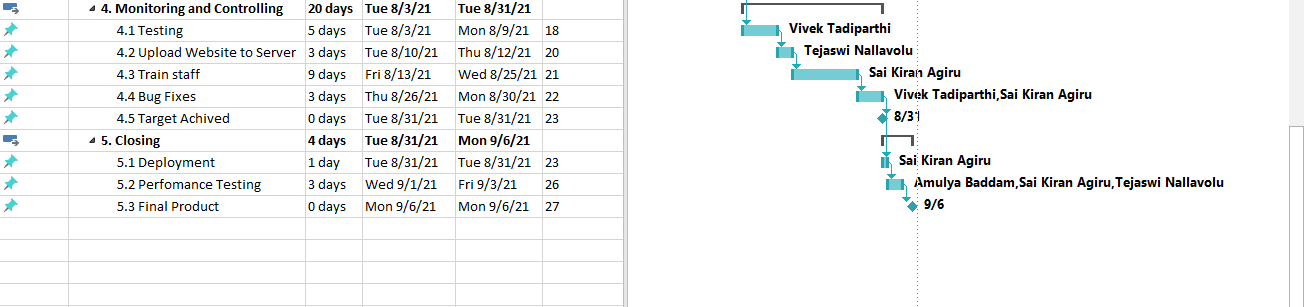 4. Monitoring and Controlling 20 days Tue 8/3/21 Tue 8/31/21
4.1 Testing 5 days Tue 8/3/21 Mon 8/9/21 18 Vivek Tadiparthi
4.2 Upload Website to Server 3 days Tue 8/10/21 Thu 8/12/21 20 Tejaswi Nallavolu
4.3 Train staff 9 days Fri 8/13/21 Wed 8/25/21 21 Sai Kiran Agiru
4.4 Bug Fixes 3 days Thu 8/26/21 Mon 8/30/21 22 Vivek Tadiparthi,Sai Kiran Agiru
4.5 Target Achived 0 days Tue 8/31/21 Tue 8/31/21 23 8/31
5. Closing 4 days Tue 8/31/21 Mon 9/6/21
5.1 Deployment 1 day Tue 8/31/21 Tue 8/31/21 23 Sai Kiran Agiru
5.2 Perfomance Testing 3 days Wed 9/1/21 Fri 9/3/21 26 Amulya Baddam,Sai Kiran Agiru,Tejaswi Nallavolu
5.3 Final Product 0 days Mon 9/6/21 Mon 9/6/21 27 9/6